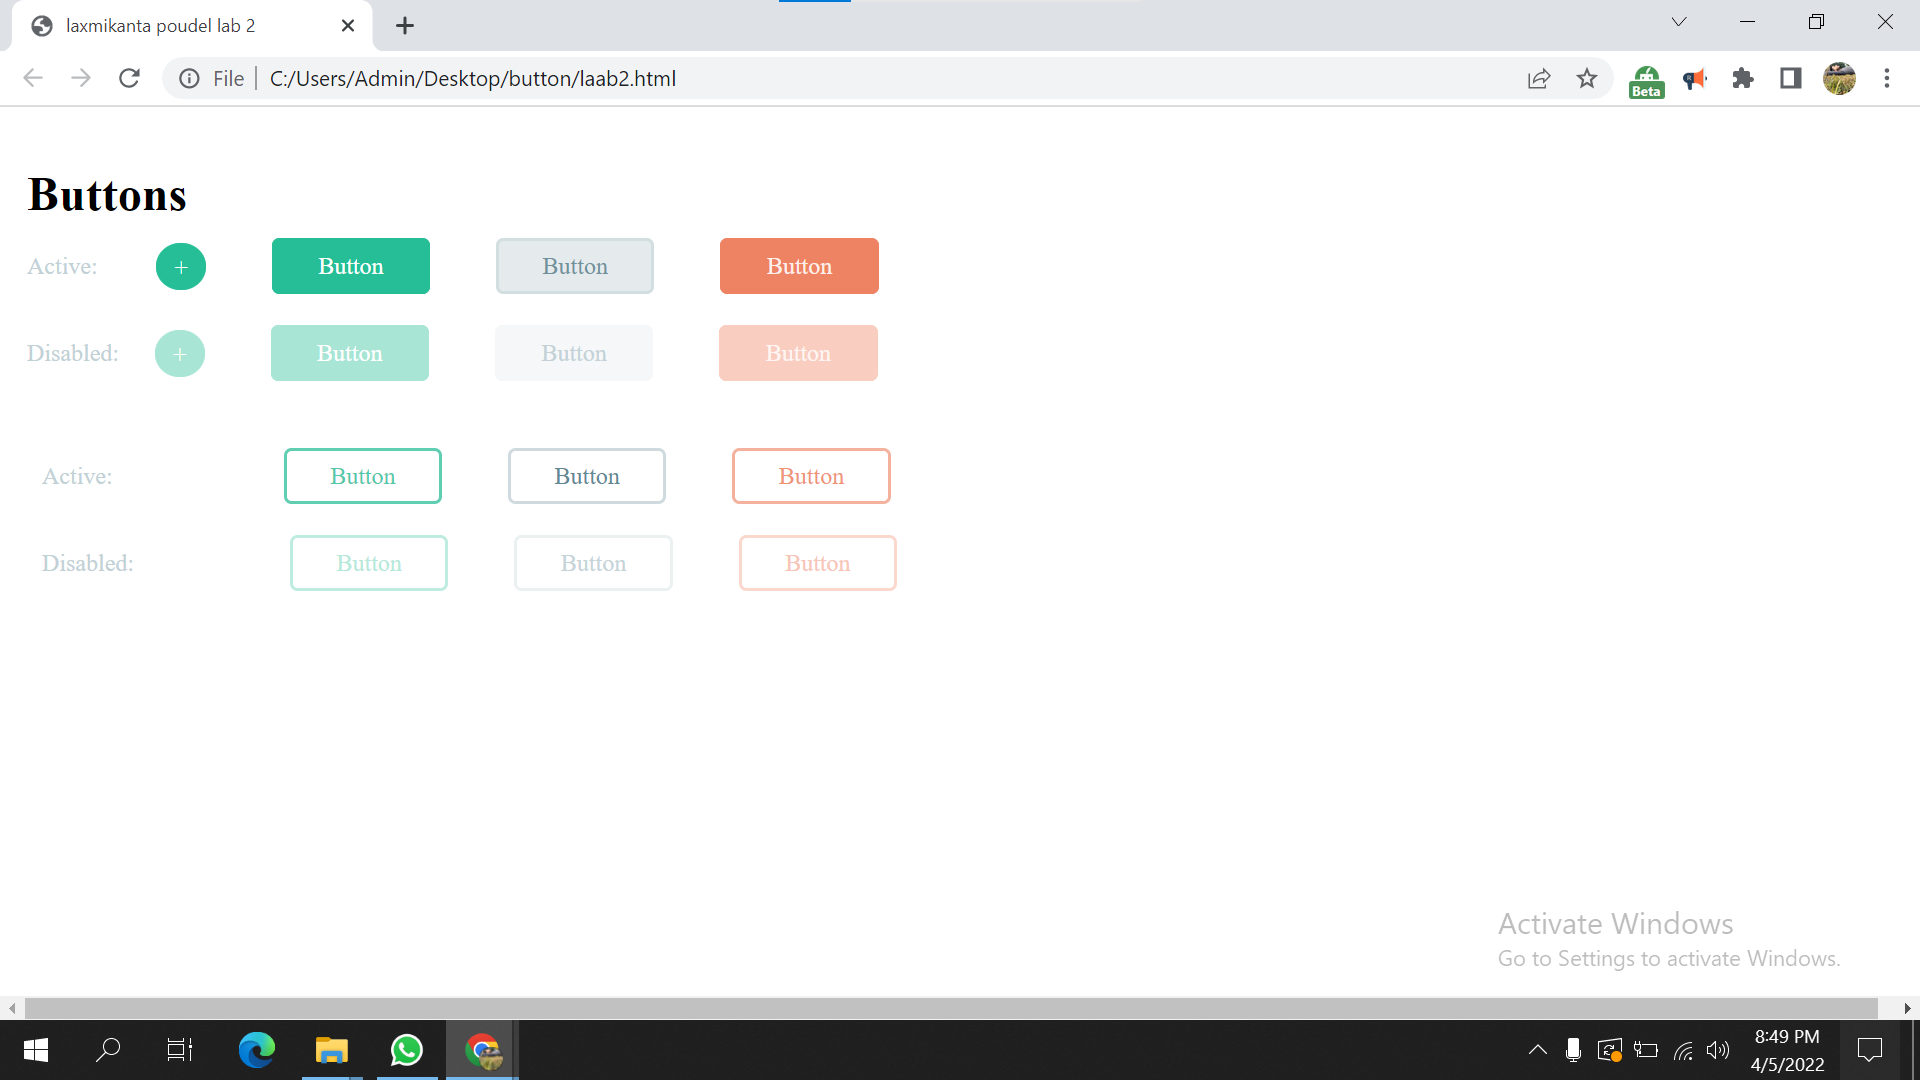 laxmikanta poudel lab 2
File C:/Users/Admin/Desktop/button/laab2.html
Beta
Buttons
Active: + Button Button Button
Disabled: + Button Button Button
Active: Button Button Button
Disabled: Button Button Button
Activate Windows
Go to Settings to activate Windows.
8:49 PM
4/5/2022